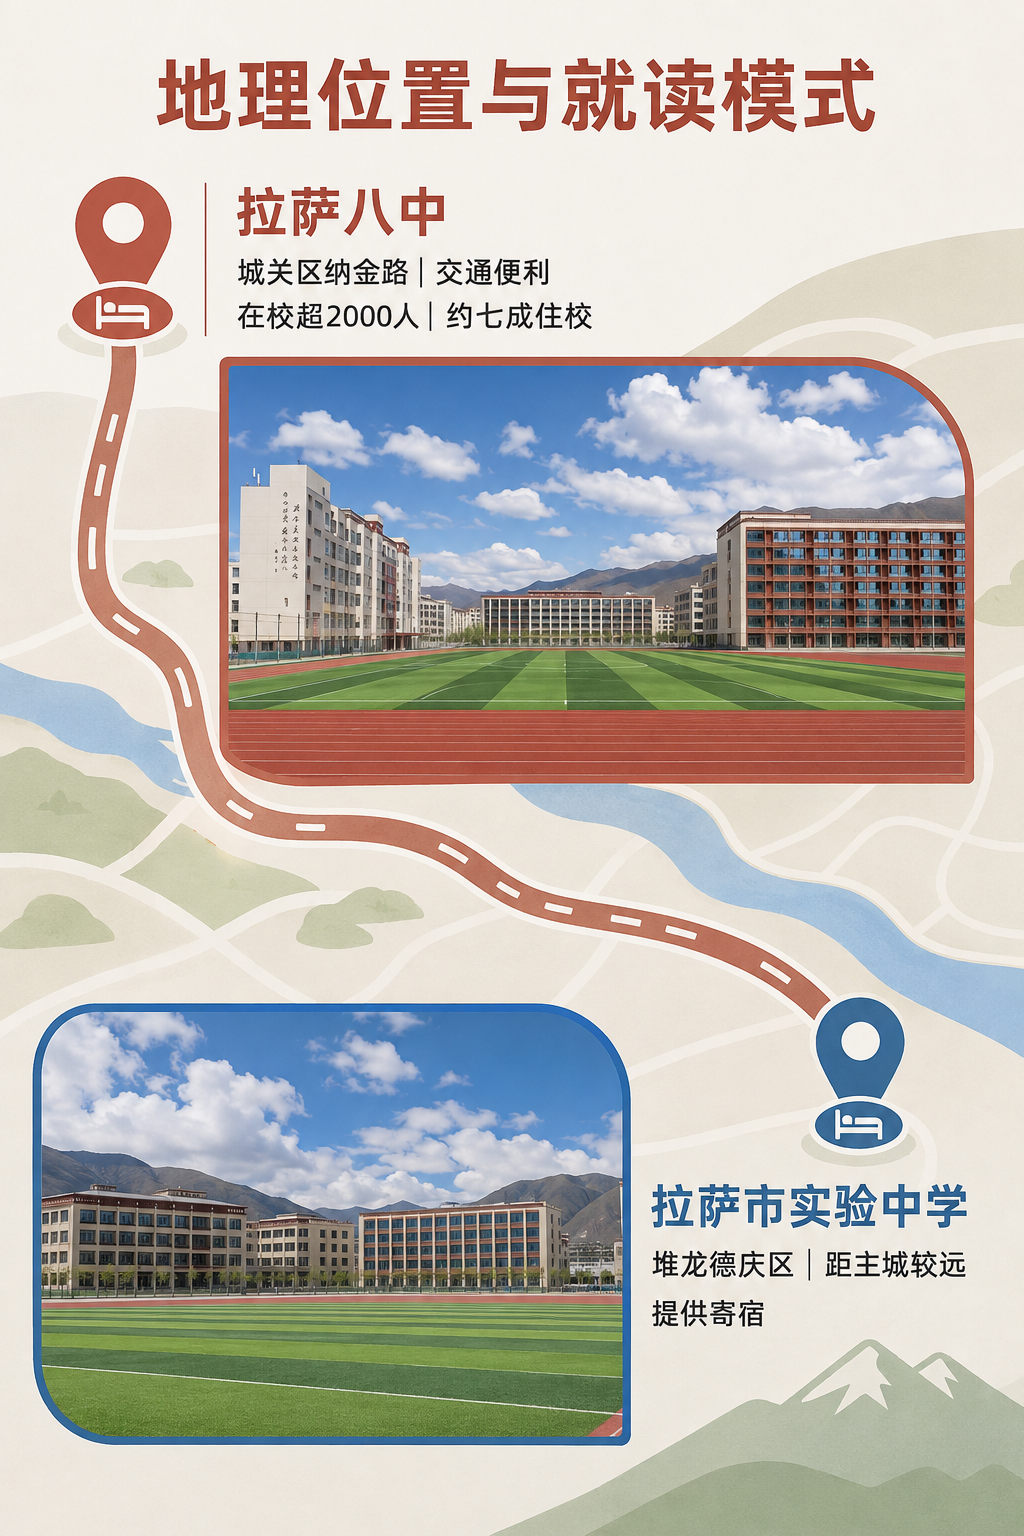 地理位置与就读模式
拉萨八中
城关区纳金路｜交通便利
在校超2000人｜约七成住校
拉萨市实验中学
堆龙德庆区｜距主城较远
提供寄宿